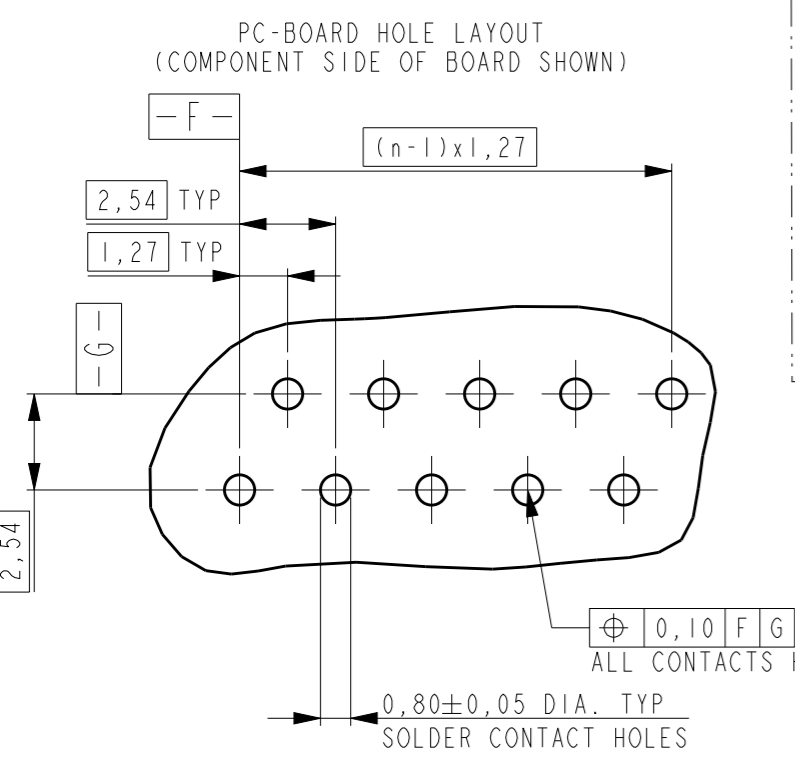 PC-BOARD HOLE LAYOUT
(COMPONENT SIDE OF BOARD SHOWN)
-F-
(n-1)x1,27
2,54 TYP
1,27 TYP
-G-
2,54
⌖ 0,10 F G
ALL CONTACTS
0,80±0,05 DIA. TYP
SOLDER CONTACT HOLES